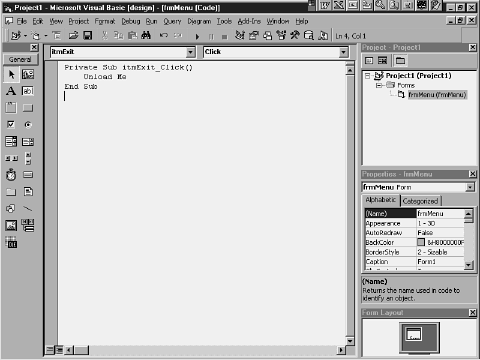 Project1 - Microsoft Visual Basic [design] - [frmMenu (Code)]
File Edit View Project Format Debug Run Query Diagram Tools Add-Ins Window Help
Ln 4, Col 1
General
itmExit Click
Private Sub itmExit_Click()
Unload Me
End Sub
Project - Project1
Project1 (Project1)
Forms
frmMenu (frmMenu)
Properties - frmMenu
frmMenu Form
Alphabetic Categorized
(Name) frmMenu
Appearance 1 - 3D
AutoRedraw False
BackColor &H8000000F
BorderStyle 2 - Sizable
Caption Form1
(Name)
Returns the name used in code to
identify an object.
Form Layout